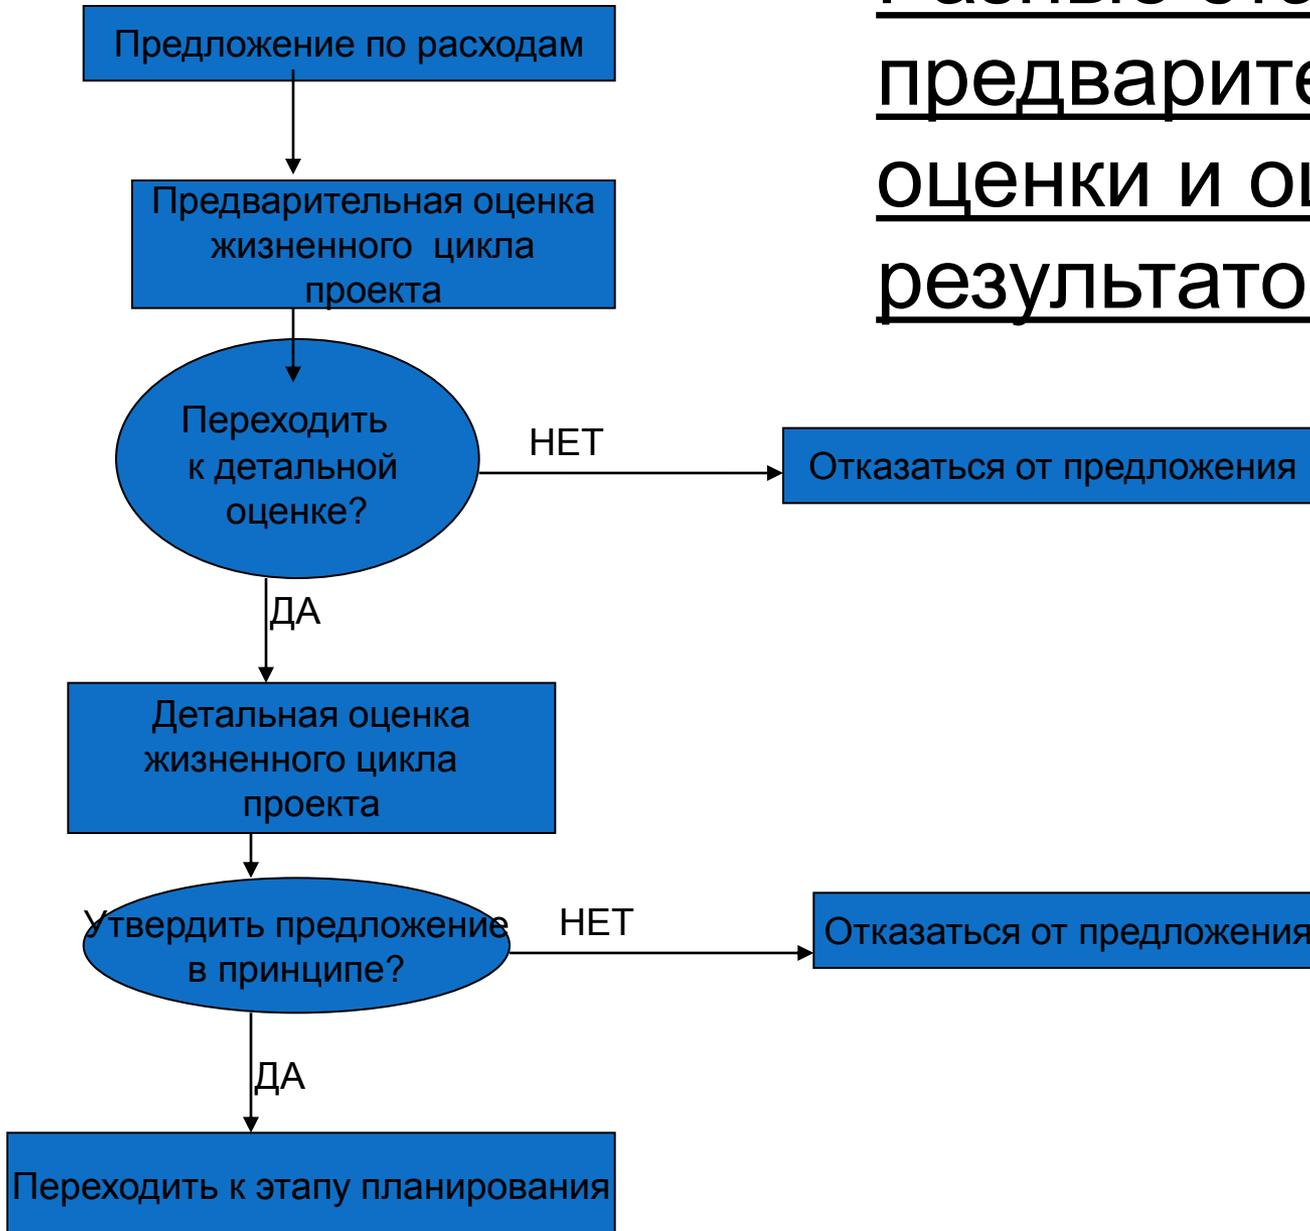 Предложение по расходам
предварите
оценки и о
результато
Предварительная оценка
жизненного цикла
проекта
Переходить
к детальной
оценке?
НЕТ
Отказаться от предложения
ДА
Детальная оценка
жизненного цикла
проекта
Утвердить предложение
в принципе?
НЕТ
Отказаться от предложения
ДА
Переходить к этапу планирования